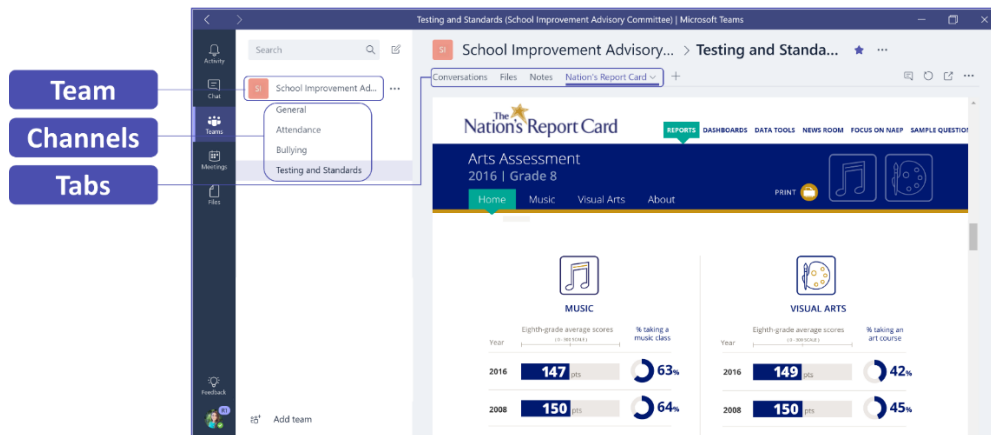 Testing and Standards (School Improvement Advisory Committee) | Microsoft Teams
Team
Channels
Tabs
Activity
Chat
Teams
Meetings
Files
Feedback
Search
SI School Improvement Ad...
General
Attendance
Bullying
Testing and Standards
Add team
SI School Improvement Advisory... > Testing and Standa...
Conversations Files Notes Nation's Report Card
The
Nation's Report Card
REPORTS DASHBOARDS DATA TOOLS NEWS ROOM FOCUS ON NAEP SAMPLE QUESTION
Arts Assessment
2016 | Grade 8
PRINT
Home Music Visual Arts About
MUSIC
Eighth-grade average scores
% taking a
music class
Year
2016 147 pts 63%
2008 150 pts 64%
VISUAL ARTS
Eighth-grade average scores
% taking an
art course
Year
2016 149 pts 42%
2008 150 pts 45%